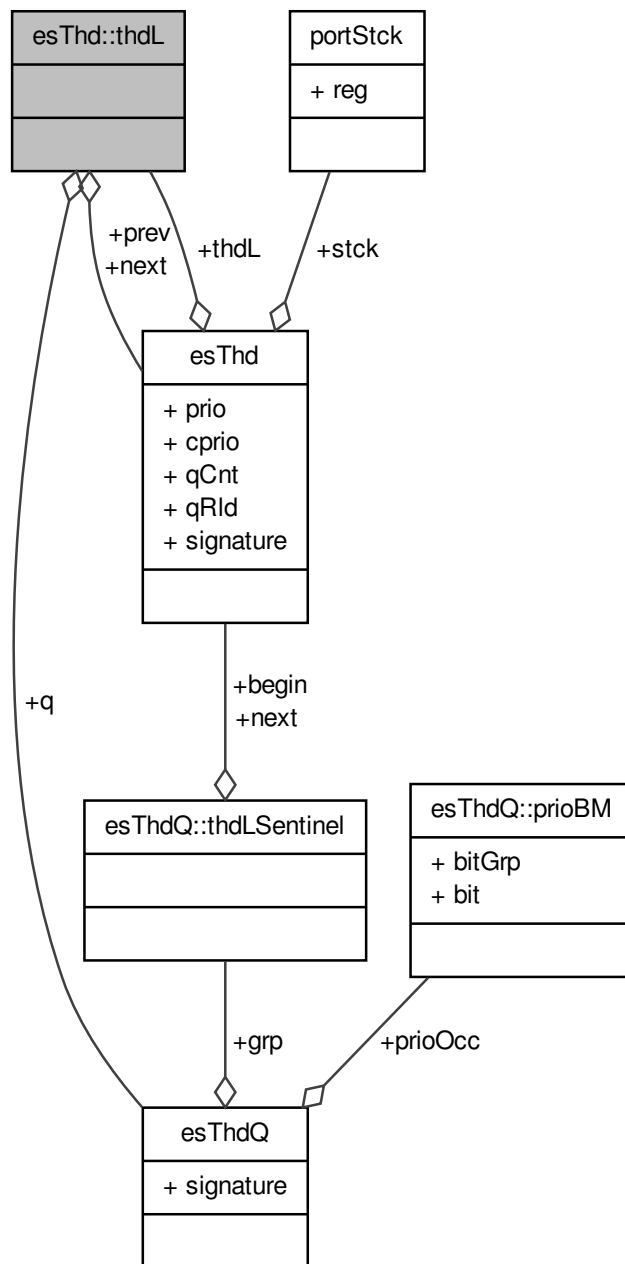 esThd::thdL
portStck
+ reg
+prev
+next
+thdL
+stck
esThd
+ prio
+ cprio
+ qCnt
+ qRld
+ signature
+begin
+next
+q
esThdQ::thdLSentinel
esThdQ::prioBM
+ bitGrp
+ bit
+grp
+prioOcc
esThdQ
+ signature